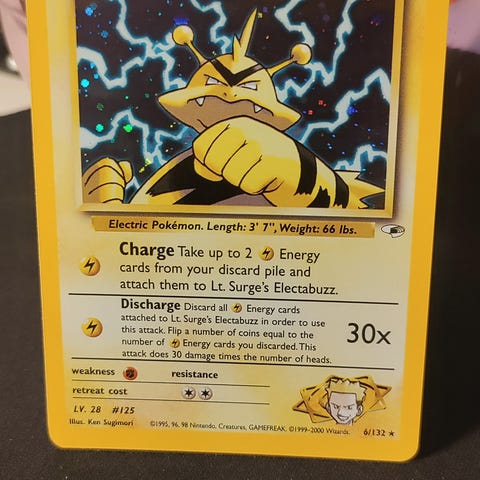 Electric Pokémon. Length: 3' 7", Weight: 66 lbs.
Charge Take up to 2 Energy
cards from your discard pile and
attach them to Lt. Surge's Electabuzz.
Discharge Discard all Energy cards
attached to Lt. Surge's Electabuzz in order to use
this attack. Flip a number of coins equal to the
number of Energy cards you discarded. This
attack does 30 damage times the number of heads.
30x
weakness resistance
retreat cost
LV. 28 #125
Illus. Ken Sugimori ©1995, 96, 98 Nintendo, Creatures, GAMEFREAK. ©1999-2000 Wizards. 6/132 ★